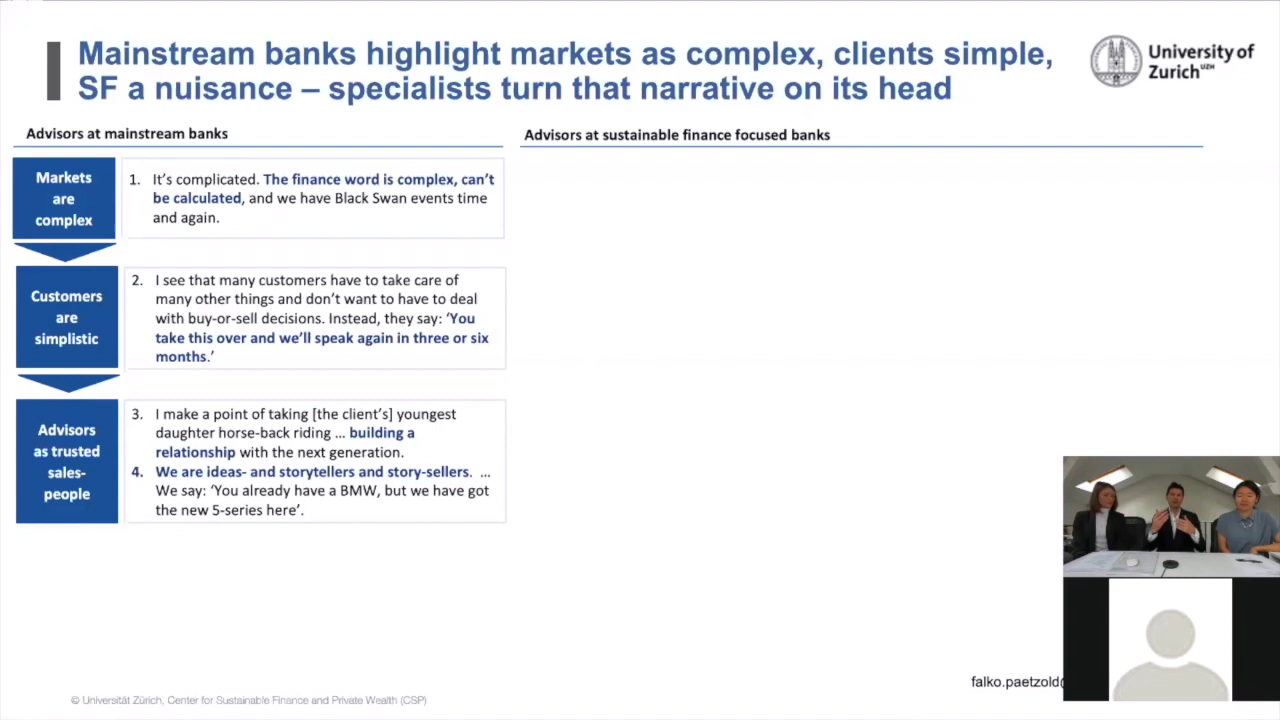 Mainstream banks highlight markets as complex, clients simple,
SF a nuisance – specialists turn that narrative on its head
University of
Zurich UZH
Advisors at mainstream banks
Advisors at sustainable finance focused banks
Markets
are
complex
1. It’s complicated. The finance word is complex, can’t
be calculated, and we have Black Swan events time
and again.
Customers
are
simplistic
2. I see that many customers have to take care of
many other things and don’t want to have to deal
with buy-or-sell decisions. Instead, they say: ‘You
take this over and we’ll speak again in three or six
months.’
Advisors
as trusted
sales-
people
3. I make a point of taking [the client’s] youngest
daughter horse-back riding … building a
relationship with the next generation.
4. We are ideas- and storytellers and story-sellers. …
We say: ‘You already have a BMW, but we have got
the new 5-series here’.
falko.paetzold@
© Universität Zürich, Center for Sustainable Finance and Private Wealth (CSP)